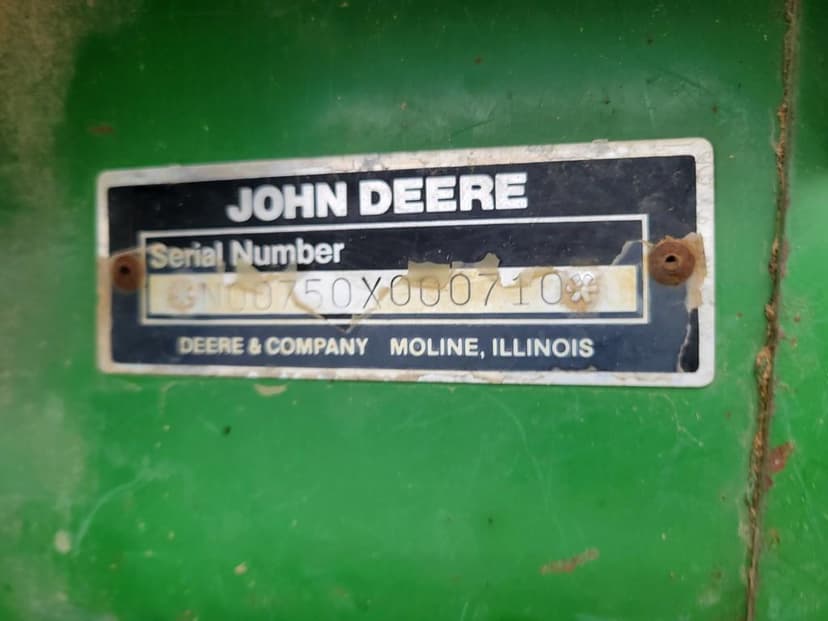 JOHN DEERE
Serial Number
*N00750X000710*
DEERE & COMPANY MOLINE, ILLINOIS